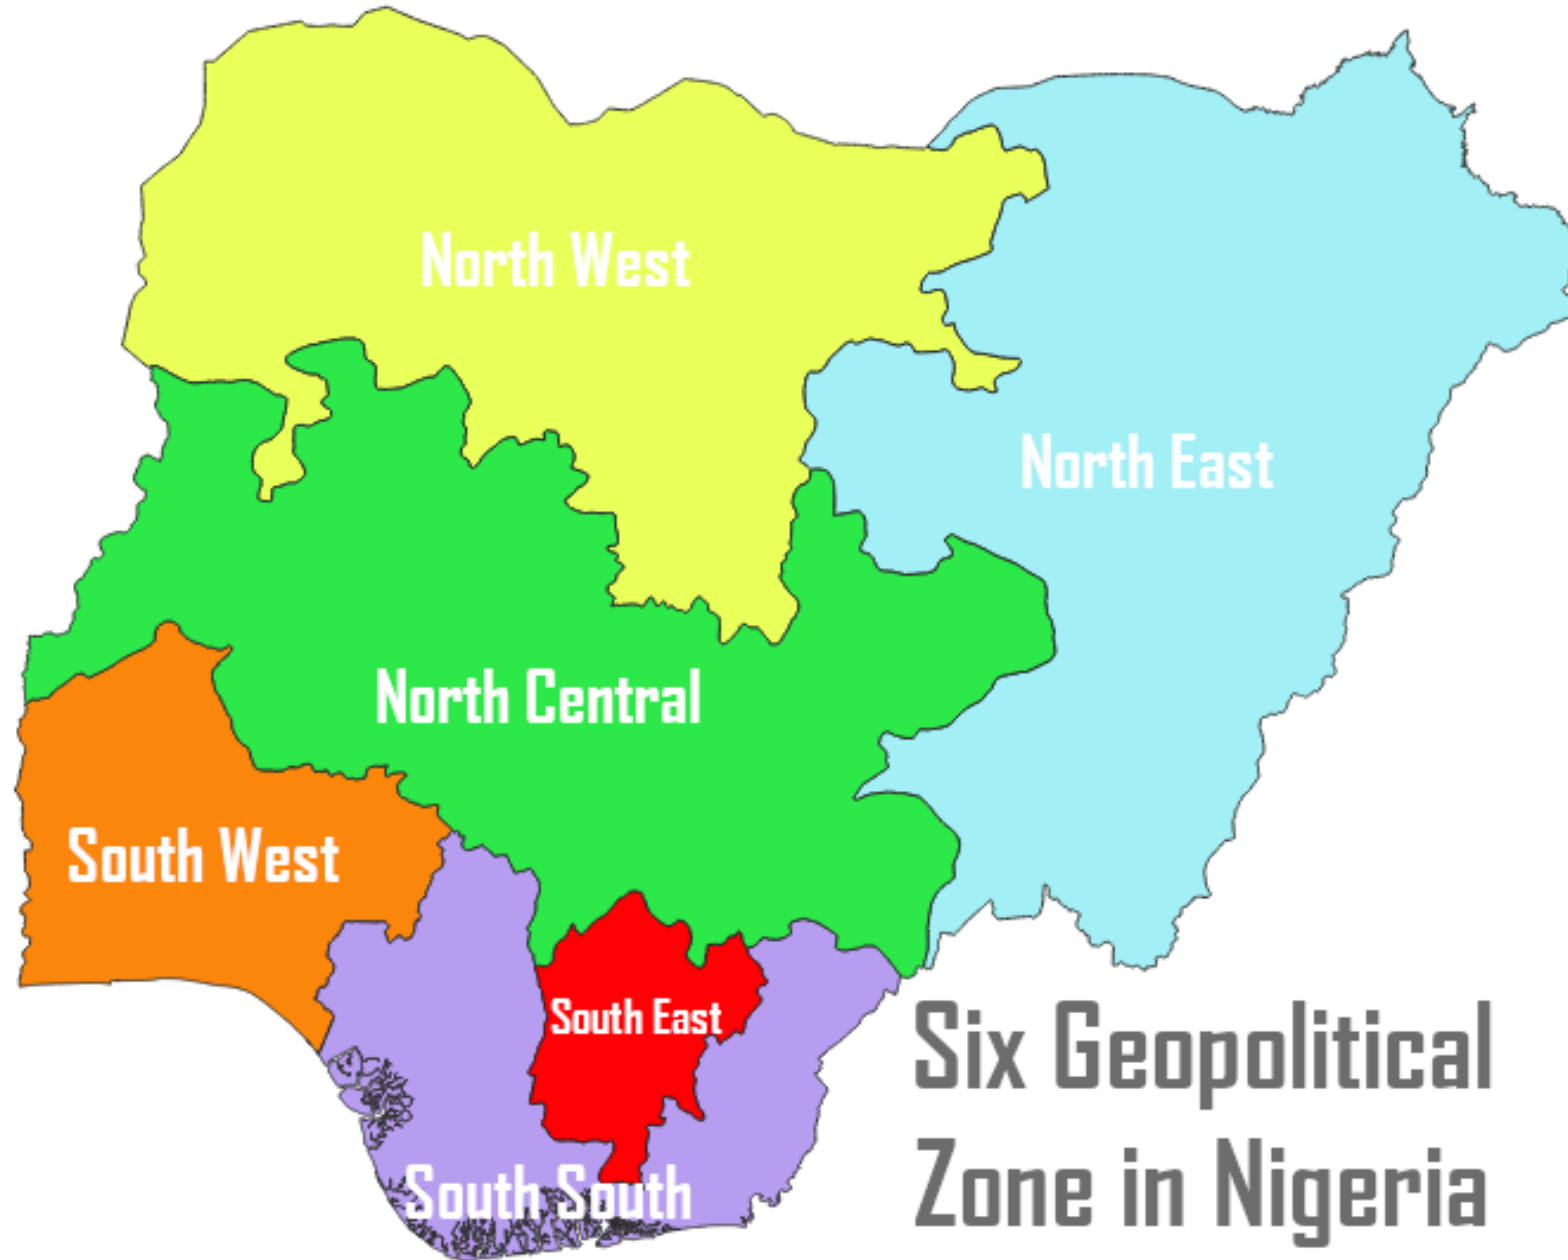 North West
North East
North Central
South West
South East
South South
Six Geopolitical
Zone in Nigeria